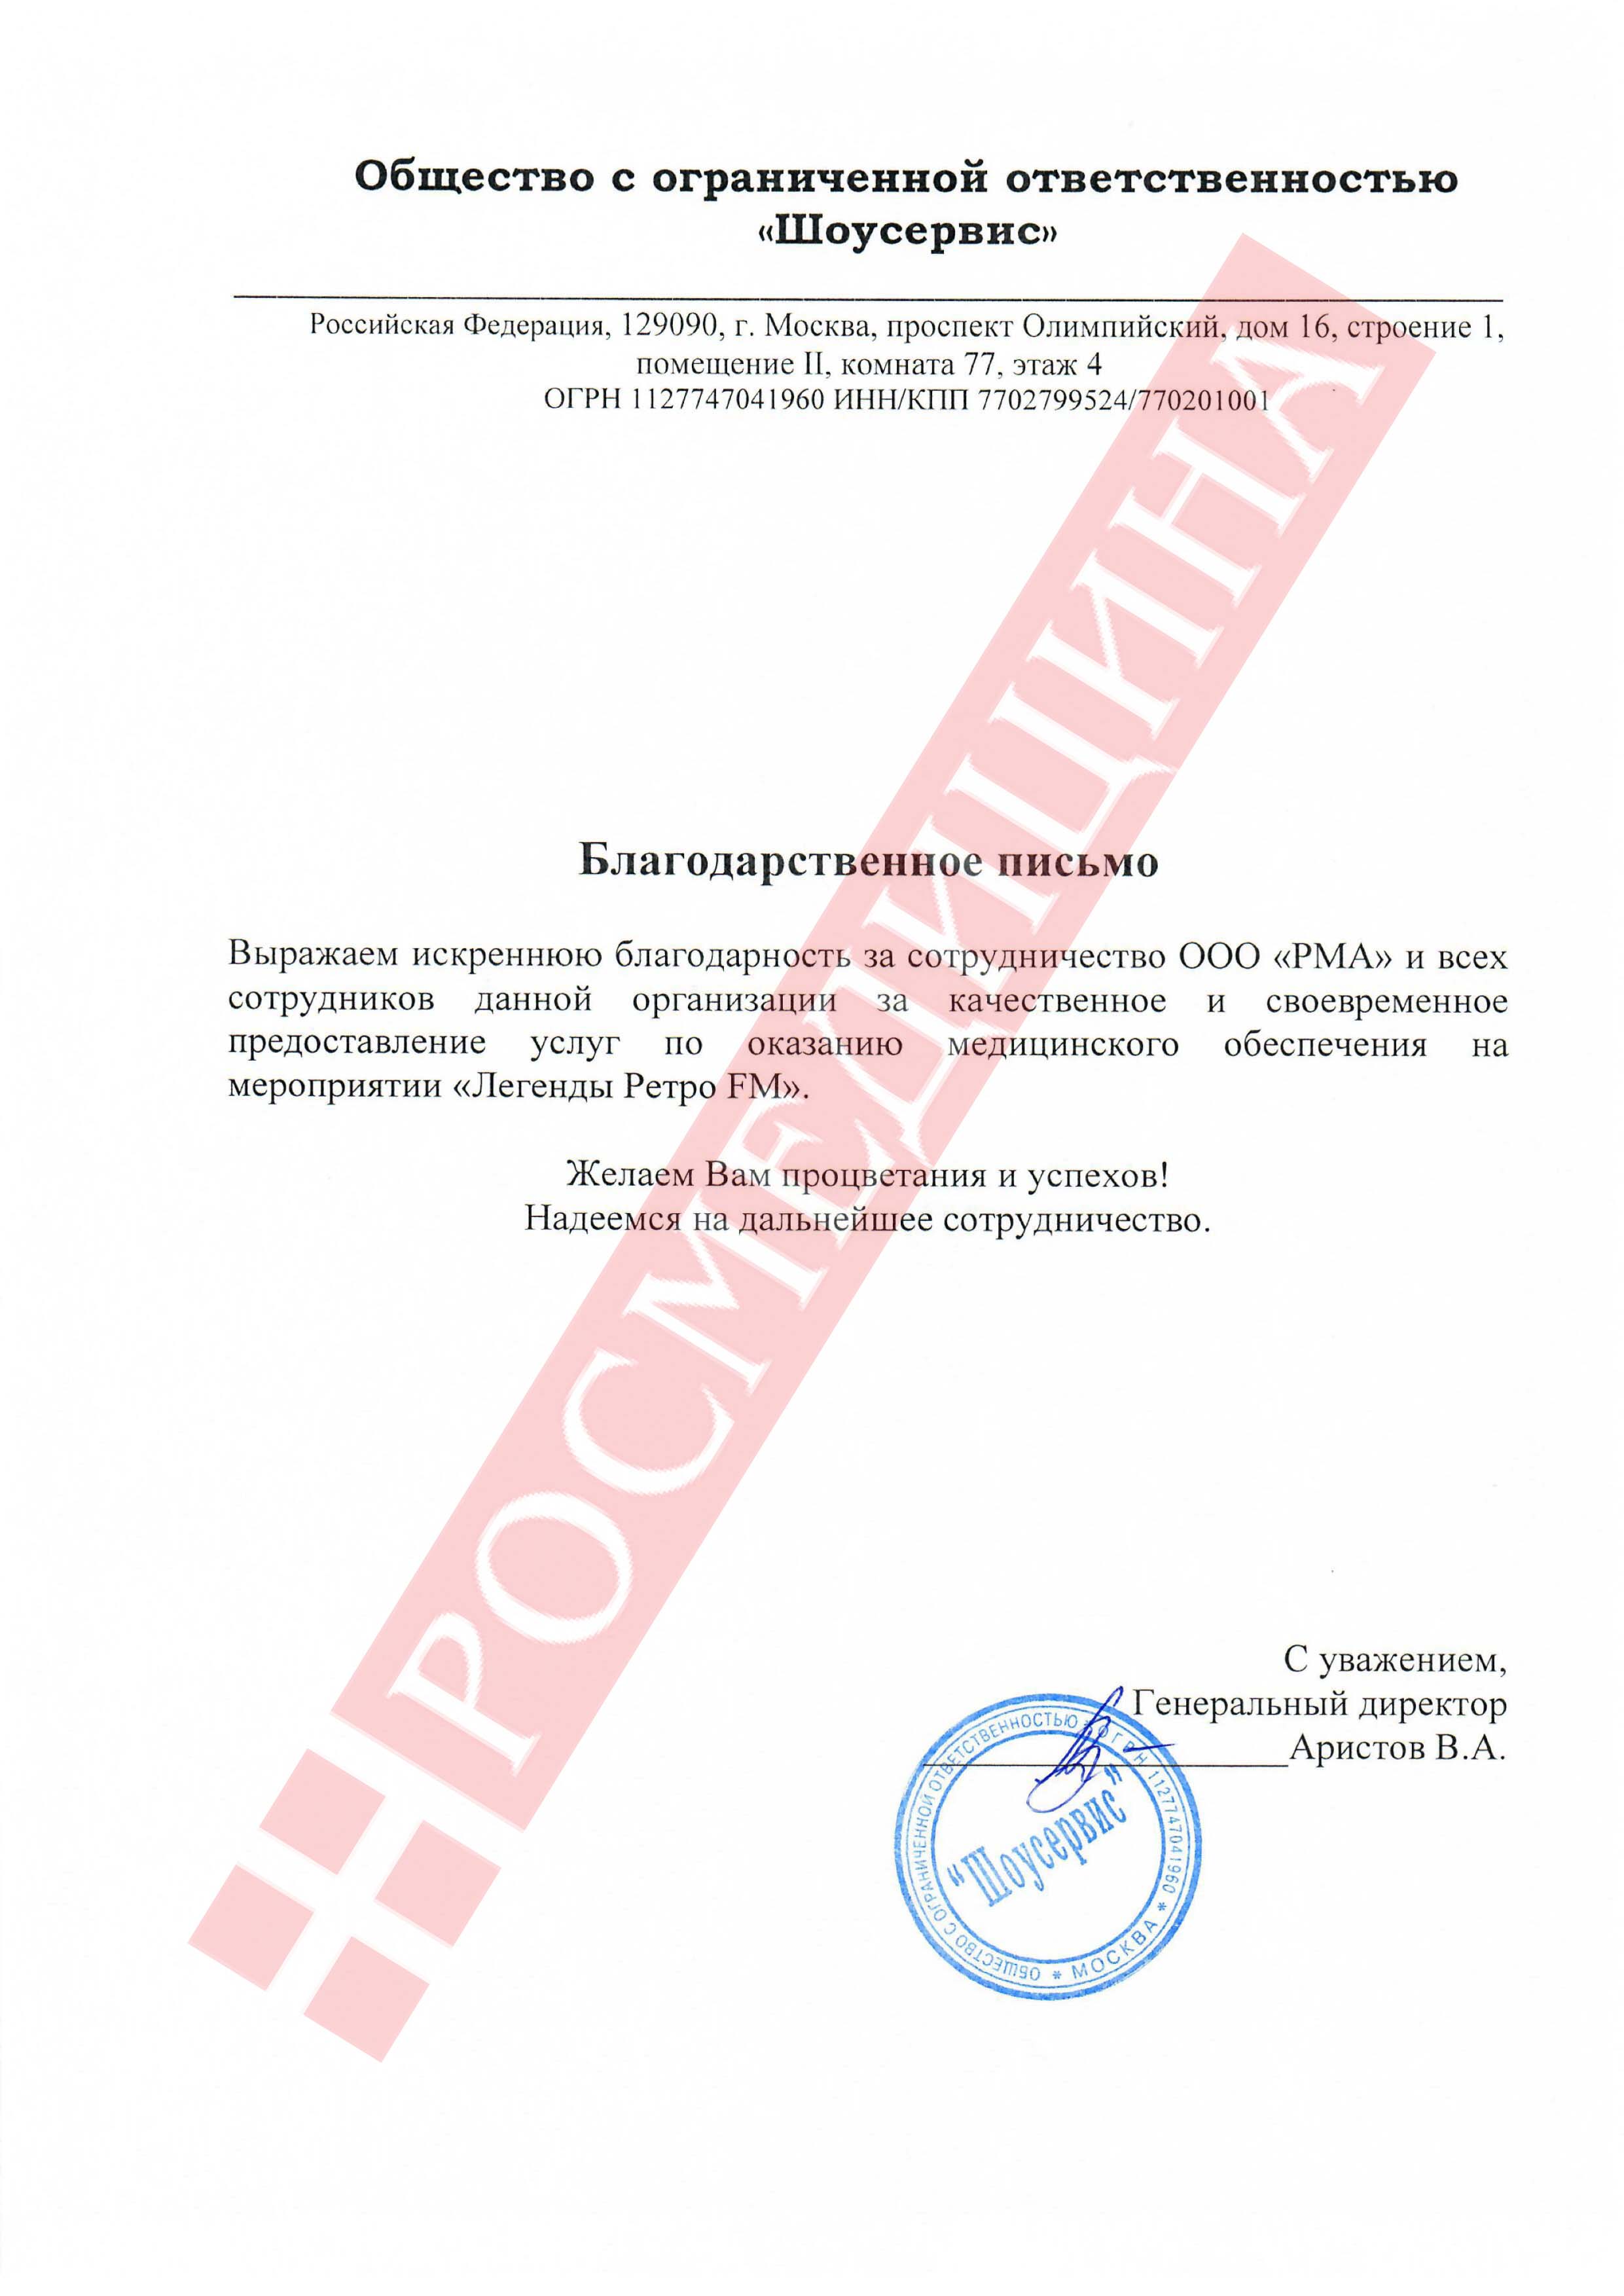 Общество с ограниченной ответственностью
«Шоусервис»
Российская Федерация, 129090, г. Москва, проспект Олимпийский, дом 16, строение 1,
помещение II, комната 77, этаж 4
ОГРН 1127747041960 ИНН/КПП 7702799524/770201001
РОСМЕДИЦИНА
Благодарственное письмо
Выражаем искреннюю благодарность за сотрудничество ООО «РМА» и всех
сотрудников данной организации за качественное и своевременное
предоставление услуг по оказанию медицинского обеспечения на
мероприятии «Легенды Ретро FM».
Желаем Вам процветания и успехов!
Надеемся на дальнейшее сотрудничество.
С уважением,
Генеральный директор
Аристов В.А.
ОБЩЕСТВО С ОГРАНИЧЕННОЙ ОТВЕТСТВЕННОСТЬЮ * ОГРН 1127747041960 * МОСКВА *
"Шоусервис"